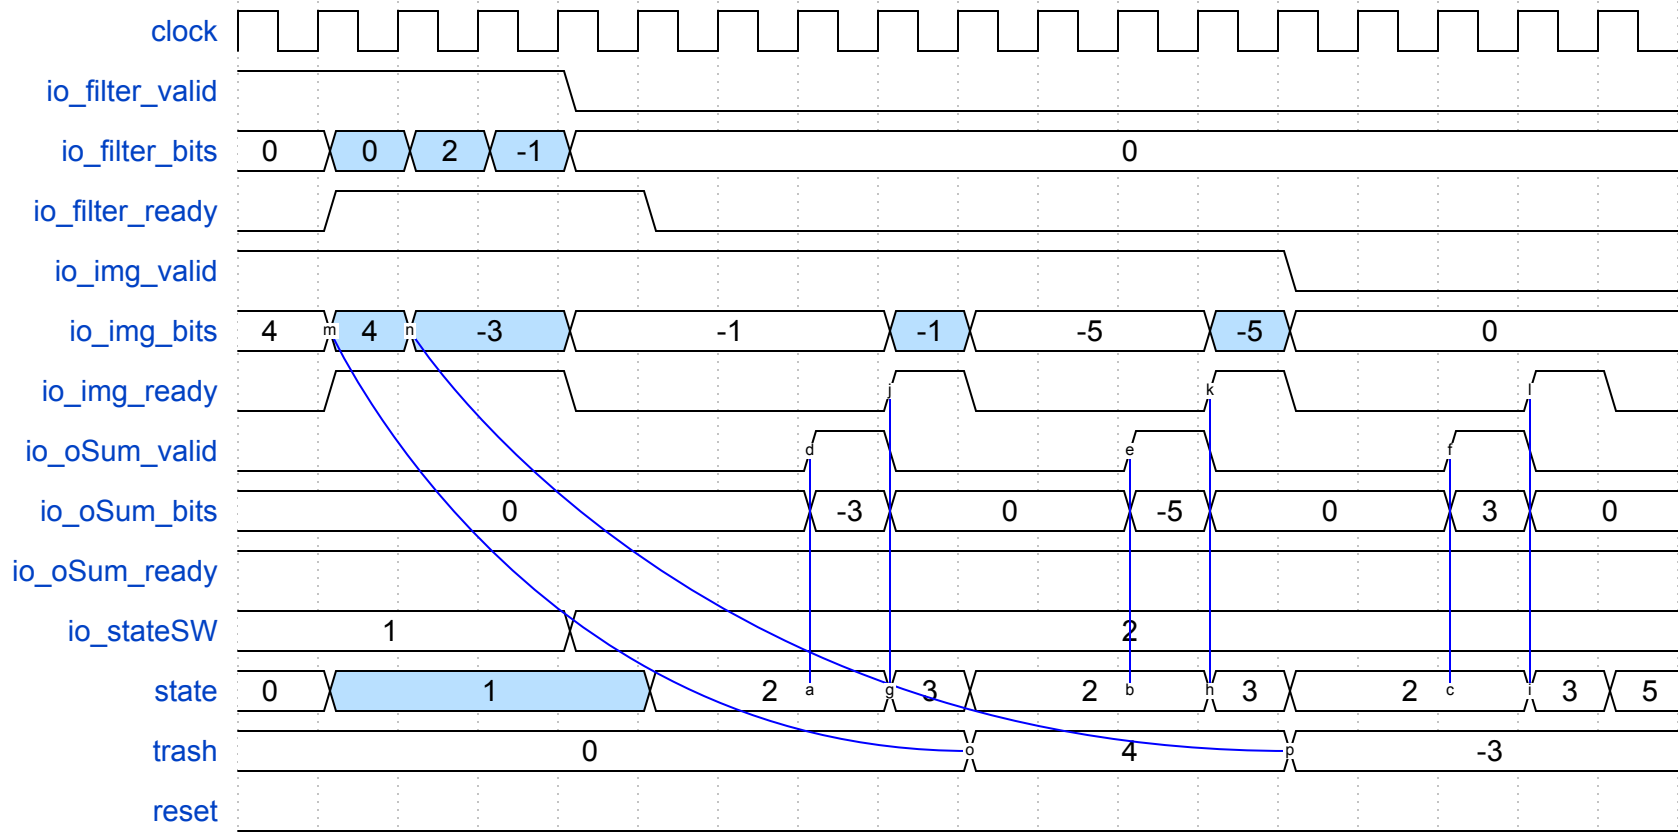 clock
io_filter_valid
io_filter_bits 0 0 2 -1 0
io_filter_ready
io_img_valid
io_img_bits 4 m 4 n -3 -1 -1 -5 -5 0
io_img_ready j k l
io_oSum_valid d e f
io_oSum_bits 0 -3 0 -5 0 3 0
io_oSum_ready
io_stateSW 1 2
state 0 1 2 a g 3 2 b h 3 2 c i 3 5
trash 0 o 4 p -3
reset